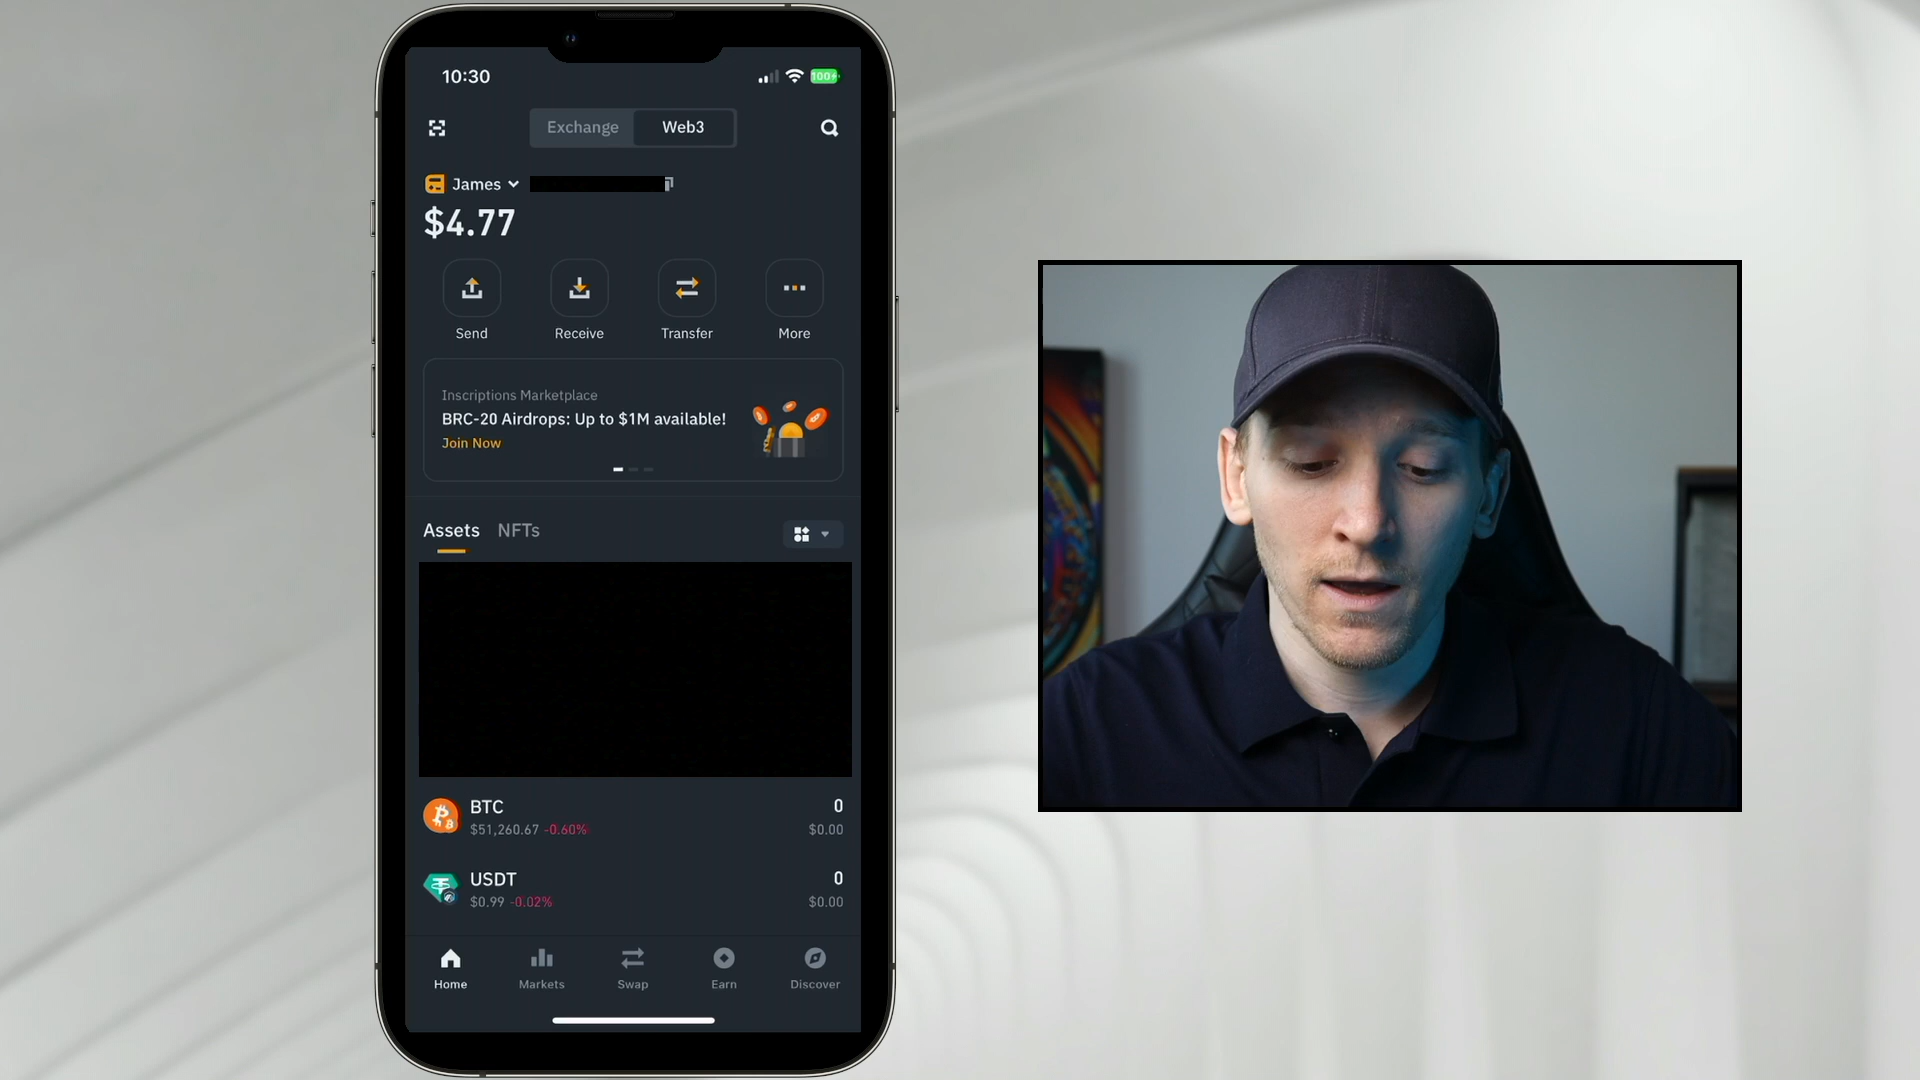 10:30
100
Exchange
Web3
James
$4.77
Send
Receive
Transfer
More
Inscriptions Marketplace
BRC-20 Airdrops: Up to $1M available!
Join Now
Assets
NFTs
BTC
0
$51,260.67 -0.60%
$0.00
USDT
0
$0.99 -0.02%
$0.00
Home
Markets
Swap
Earn
Discover